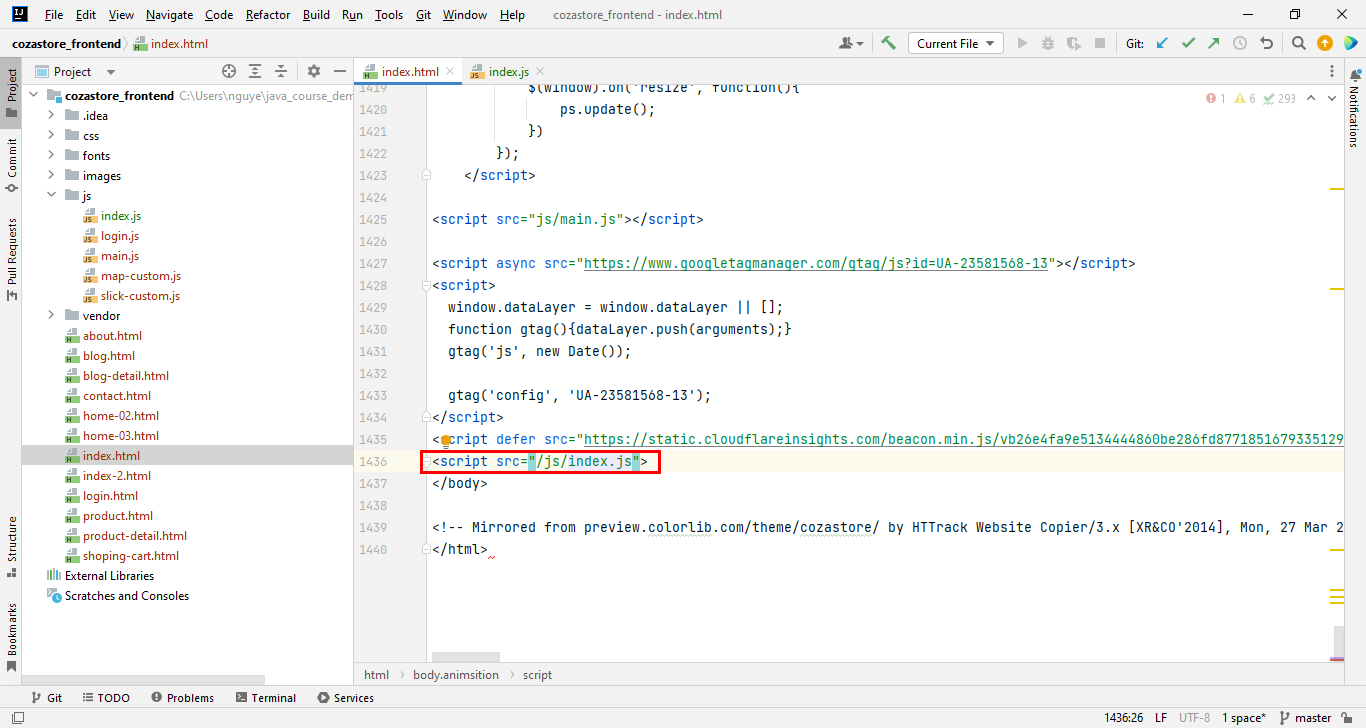 File Edit View Navigate Code Refactor Build Run Tools Git Window Help cozastore_frontend - index.html
cozastore_frontend index.html Current File Git:
Project
index.html
index.js
cozastore_frontend C:\Users\nguye\java_course_dem
.idea
css
fonts
images
js
index.js
login.js
main.js
map-custom.js
slick-custom.js
vendor
about.html
blog.html
blog-detail.html
contact.html
home-02.html
home-03.html
index.html
index-2.html
login.html
product.html
product-detail.html
shoping-cart.html
External Libraries
Scratches and Consoles
Project
Commit
Pull Requests
Structure
Bookmarks
1419 $(window).on('resize', function(){
1420 ps.update();
1421 })
1422 });
1423 </script>
1424
1425 <script src="js/main.js"></script>
1426
1427 <script async src="https://www.googletagmanager.com/gtag/js?id=UA-23581568-13"></script>
1428 <script>
1429 window.dataLayer = window.dataLayer || [];
1430 function gtag(){dataLayer.push(arguments);}
1431 gtag('js', new Date());
1432
1433 gtag('config', 'UA-23581568-13');
1434 </script>
1435 <script defer src="https://static.cloudflareinsights.com/beacon.min.js/vb26e4fa9e5134444860be286fd8771851679335129
1436 <script src="/js/index.js">
1437 </body>
1438
1439 <!-- Mirrored from preview.colorlib.com/theme/cozastore/ by HTTrack Website Copier/3.x [XR&CO'2014], Mon, 27 Mar 2
1440 </html>
1 6 293
Notifications
html body.animsition script
Git TODO Problems Terminal Services
1436:26 LF UTF-8 1 space* master